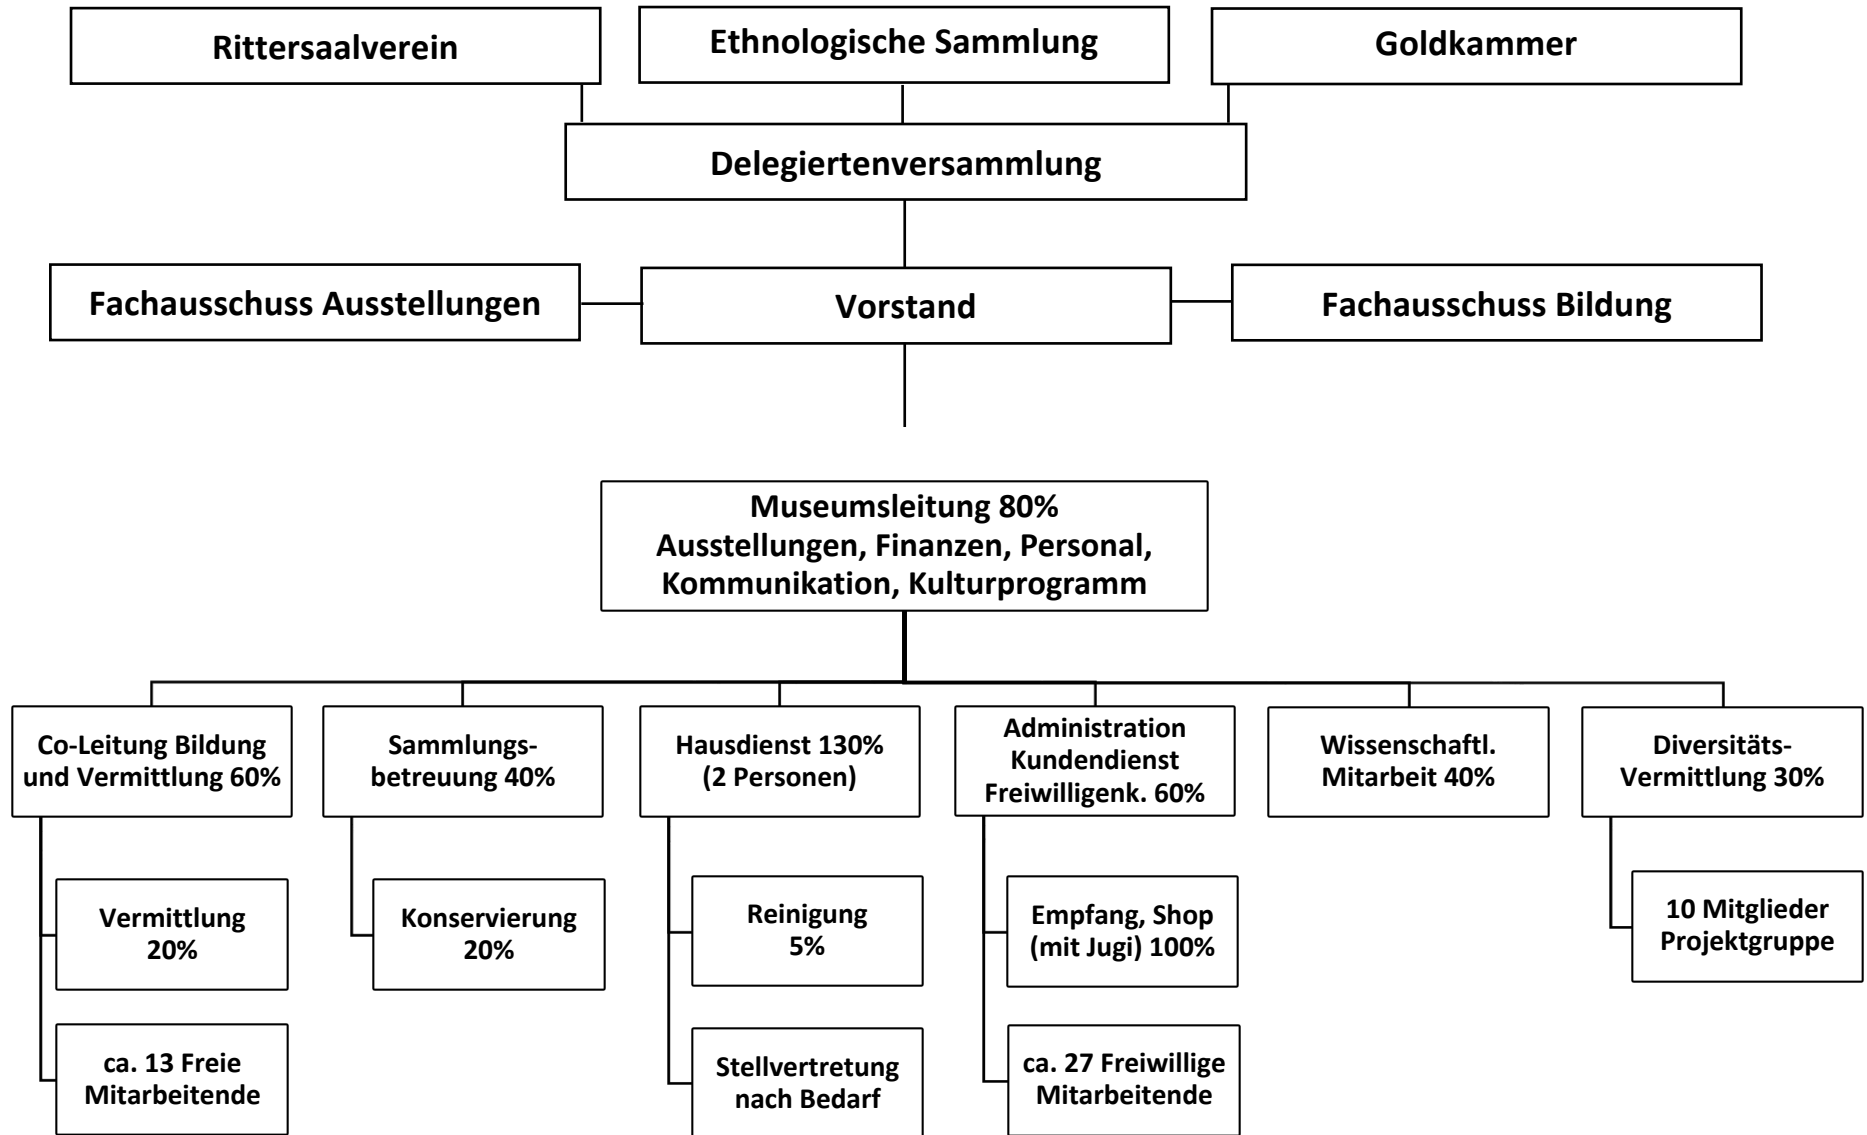 Rittersaalverein
Ethnologische Sammlung
Goldkammer
Delegiertenversammlung
Fachausschuss Ausstellungen
Vorstand
Fachausschuss Bildung
Museumsleitung 80%
Ausstellungen, Finanzen, Personal,
Kommunikation, Kulturprogramm
Co-Leitung Bildung
und Vermittlung 60%
Sammlungs-
betreuung 40%
Hausdienst 130%
(2 Personen)
Administration
Kundendienst
Freiwilligenk. 60%
Wissenschaftl.
Mitarbeit 40%
Diversitäts-
Vermittlung 30%
Vermittlung
20%
Konservierung
20%
Reinigung
5%
Empfang, Shop
(mit Jugi) 100%
10 Mitglieder
Projektgruppe
ca. 13 Freie
Mitarbeitende
Stellvertretung
nach Bedarf
ca. 27 Freiwillige
Mitarbeitende